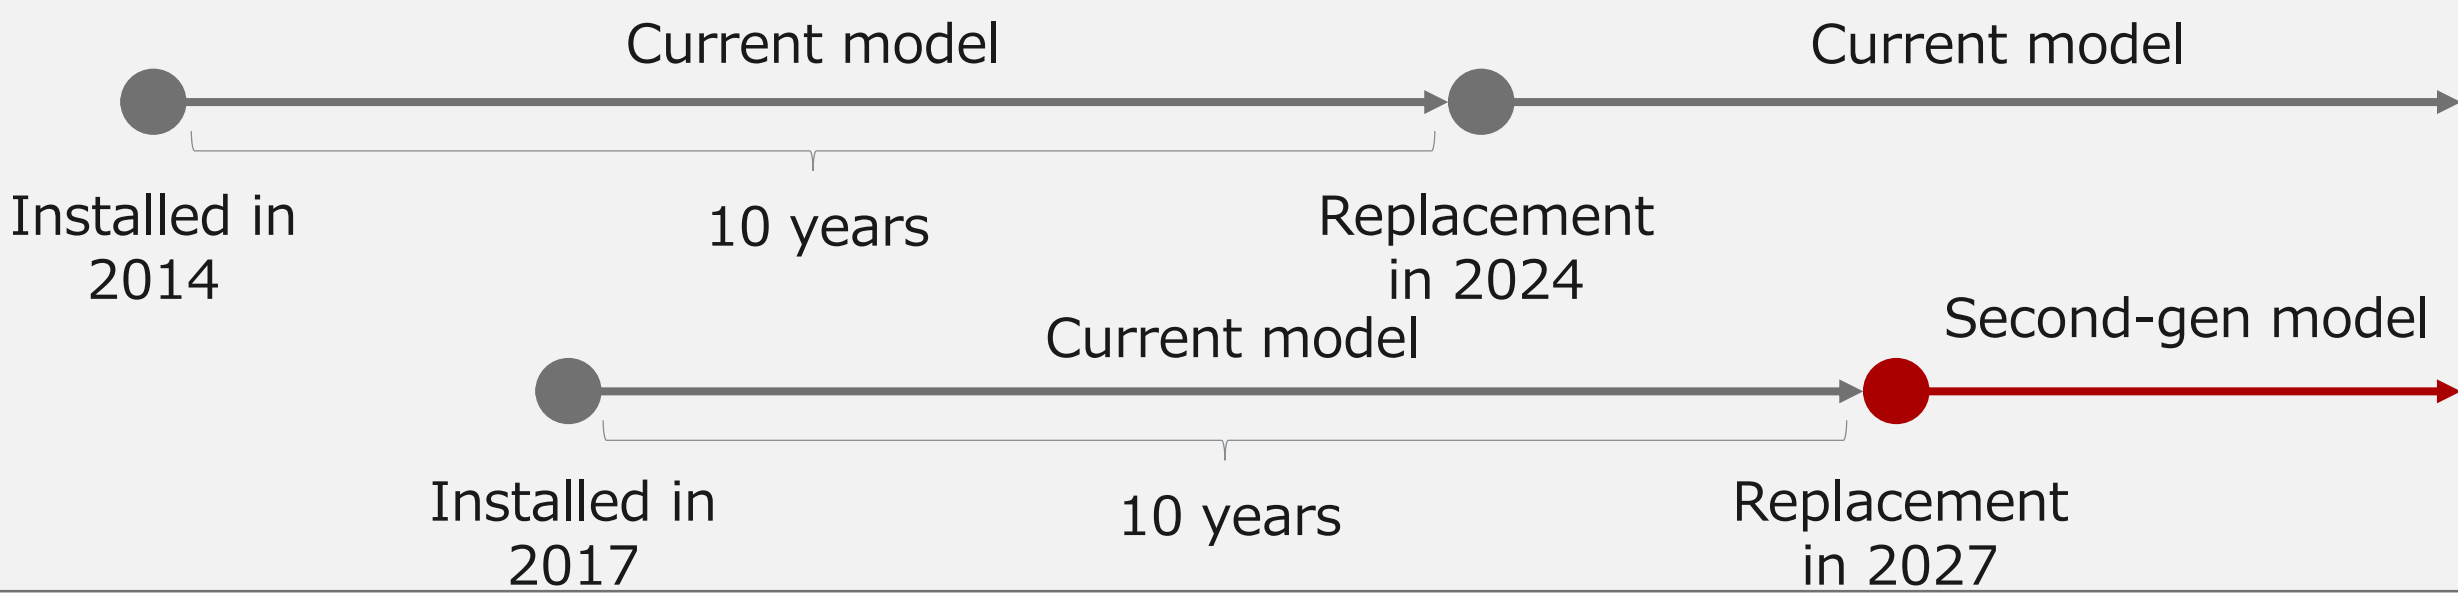 Current model
Current model
Installed in
2014
10 years
Replacement
in 2024
Current model
Second-gen model
Installed in
2017
10 years
Replacement
in 2027